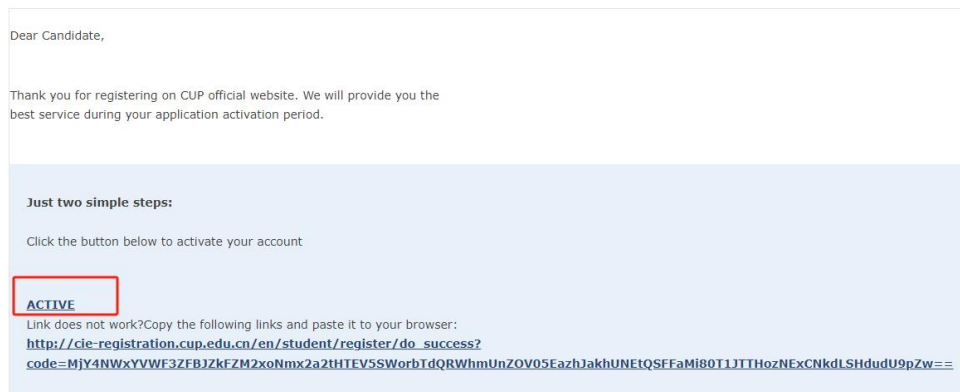 Dear Candidate,
Thank you for registering on CUP official website. We will provide you the
best service during your application activation period.
Just two simple steps:
Click the button below to activate your account
ACTIVE
Link does not work?Copy the following links and paste it to your browser:
http://cie-registration.cup.edu.cn/en/student/register/do_success?
code=MjY4NWxYVWF3ZFBJZkFZM2xoNmx2a2tHTEV5SWorbTdQRWhmUnZOV05EazhJakhUNEtQSFFaMi80T1JTTHozNExCNkdLSHdudU9pZw==